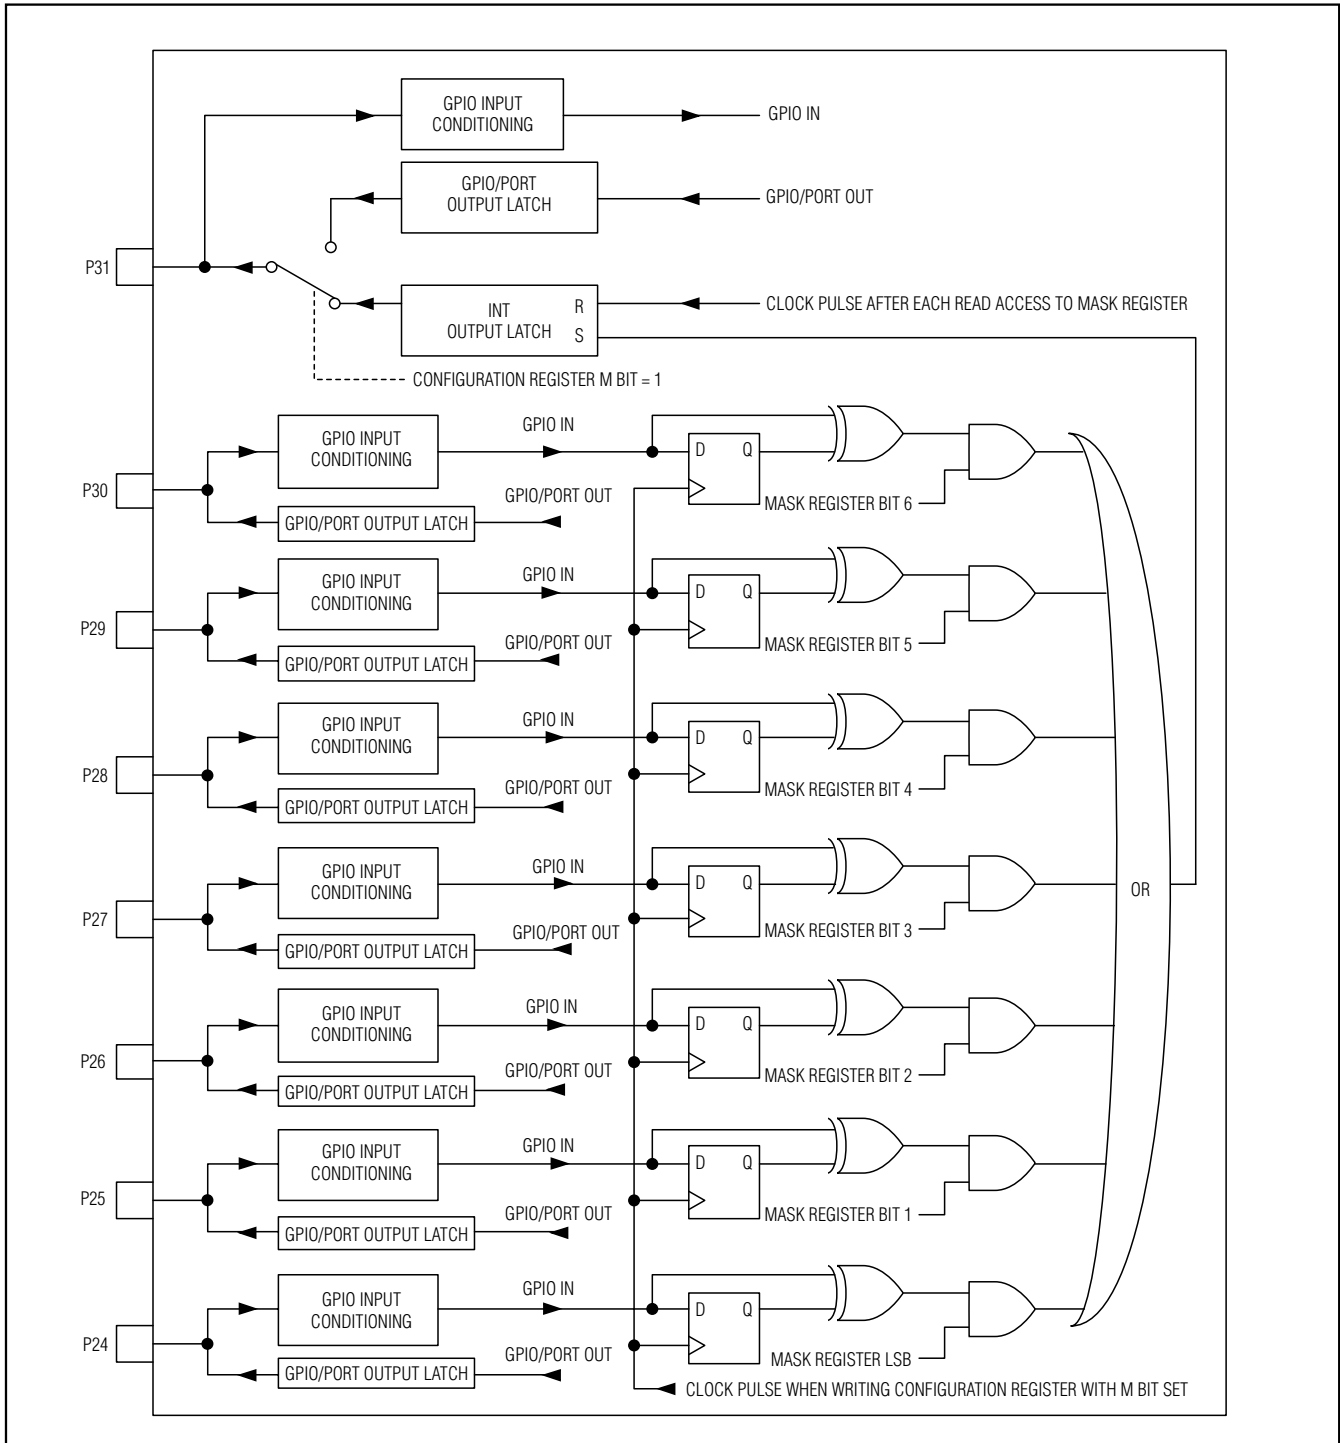 GPIO INPUT
CONDITIONING
GPIO IN
GPIO/PORT
OUTPUT LATCH
GPIO/PORT OUT
P31
INT
OUTPUT LATCH
R
S
CLOCK PULSE AFTER EACH READ ACCESS TO MASK REGISTER
CONFIGURATION REGISTER M BIT = 1
P30
GPIO INPUT
CONDITIONING
GPIO IN
GPIO/PORT OUT
GPIO/PORT OUTPUT LATCH
D Q
MASK REGISTER BIT 6
P29
GPIO INPUT
CONDITIONING
GPIO IN
GPIO/PORT OUT
GPIO/PORT OUTPUT LATCH
D Q
MASK REGISTER BIT 5
P28
GPIO INPUT
CONDITIONING
GPIO IN
GPIO/PORT OUT
GPIO/PORT OUTPUT LATCH
D Q
MASK REGISTER BIT 4
P27
GPIO INPUT
CONDITIONING
GPIO IN
GPIO/PORT OUT
GPIO/PORT OUTPUT LATCH
D Q
MASK REGISTER BIT 3
OR
P26
GPIO INPUT
CONDITIONING
GPIO IN
GPIO/PORT OUT
GPIO/PORT OUTPUT LATCH
D Q
MASK REGISTER BIT 2
P25
GPIO INPUT
CONDITIONING
GPIO IN
GPIO/PORT OUT
GPIO/PORT OUTPUT LATCH
D Q
MASK REGISTER BIT 1
P24
GPIO INPUT
CONDITIONING
GPIO IN
GPIO/PORT OUT
GPIO/PORT OUTPUT LATCH
D Q
MASK REGISTER LSB
CLOCK PULSE WHEN WRITING CONFIGURATION REGISTER WITH M BIT SET